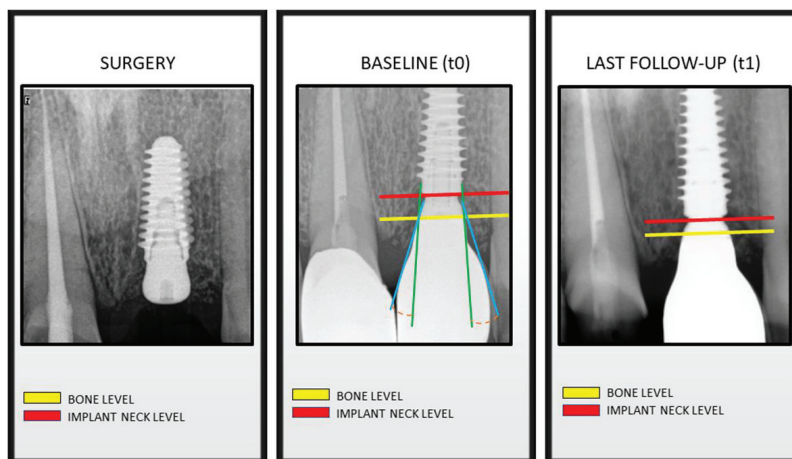 SURGERY
BONE LEVEL
IMPLANT NECK LEVEL
BASELINE (t0)
BONE LEVEL
IMPLANT NECK LEVEL
LAST FOLLOW-UP (t1)
BONE LEVEL
IMPLANT NECK LEVEL